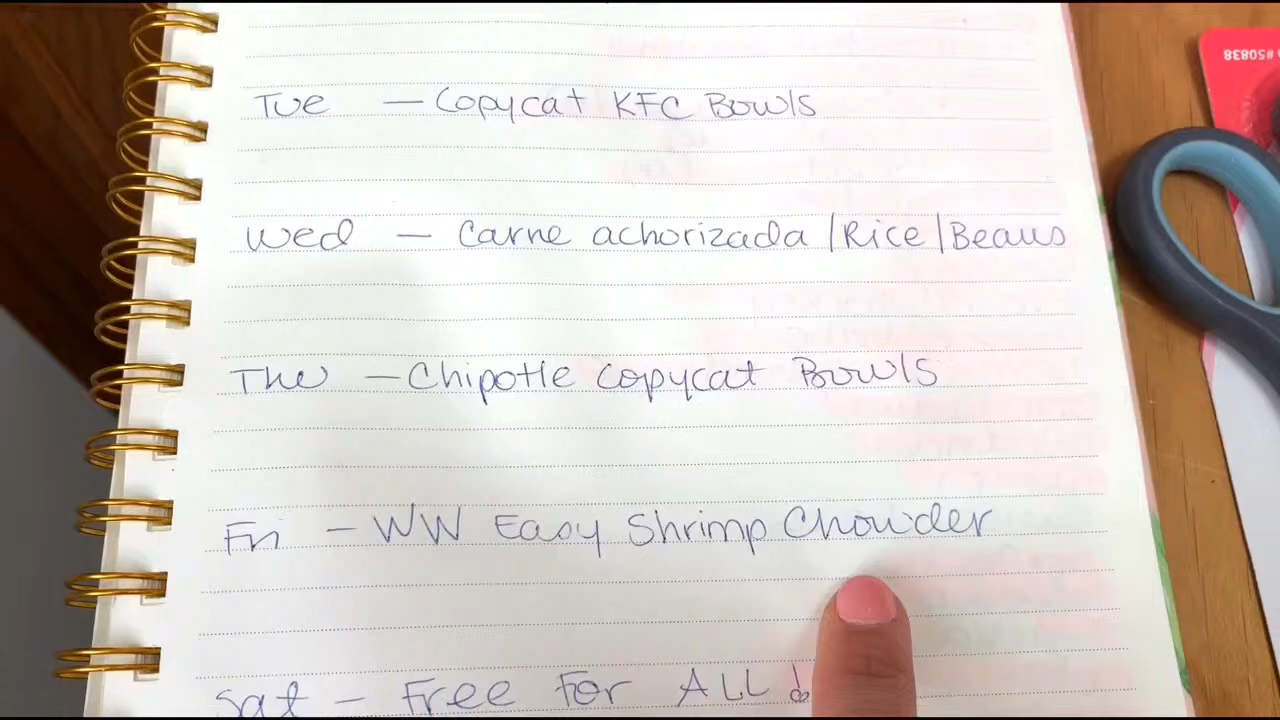 Tue — Copycat KFC Bowls
Wed — Carne achorizada / Rice / Beans
Thu — Chipotle copycat Bowls
Fri — WW Easy Shrimp Chowder
Sat — Free For ALL
#50838